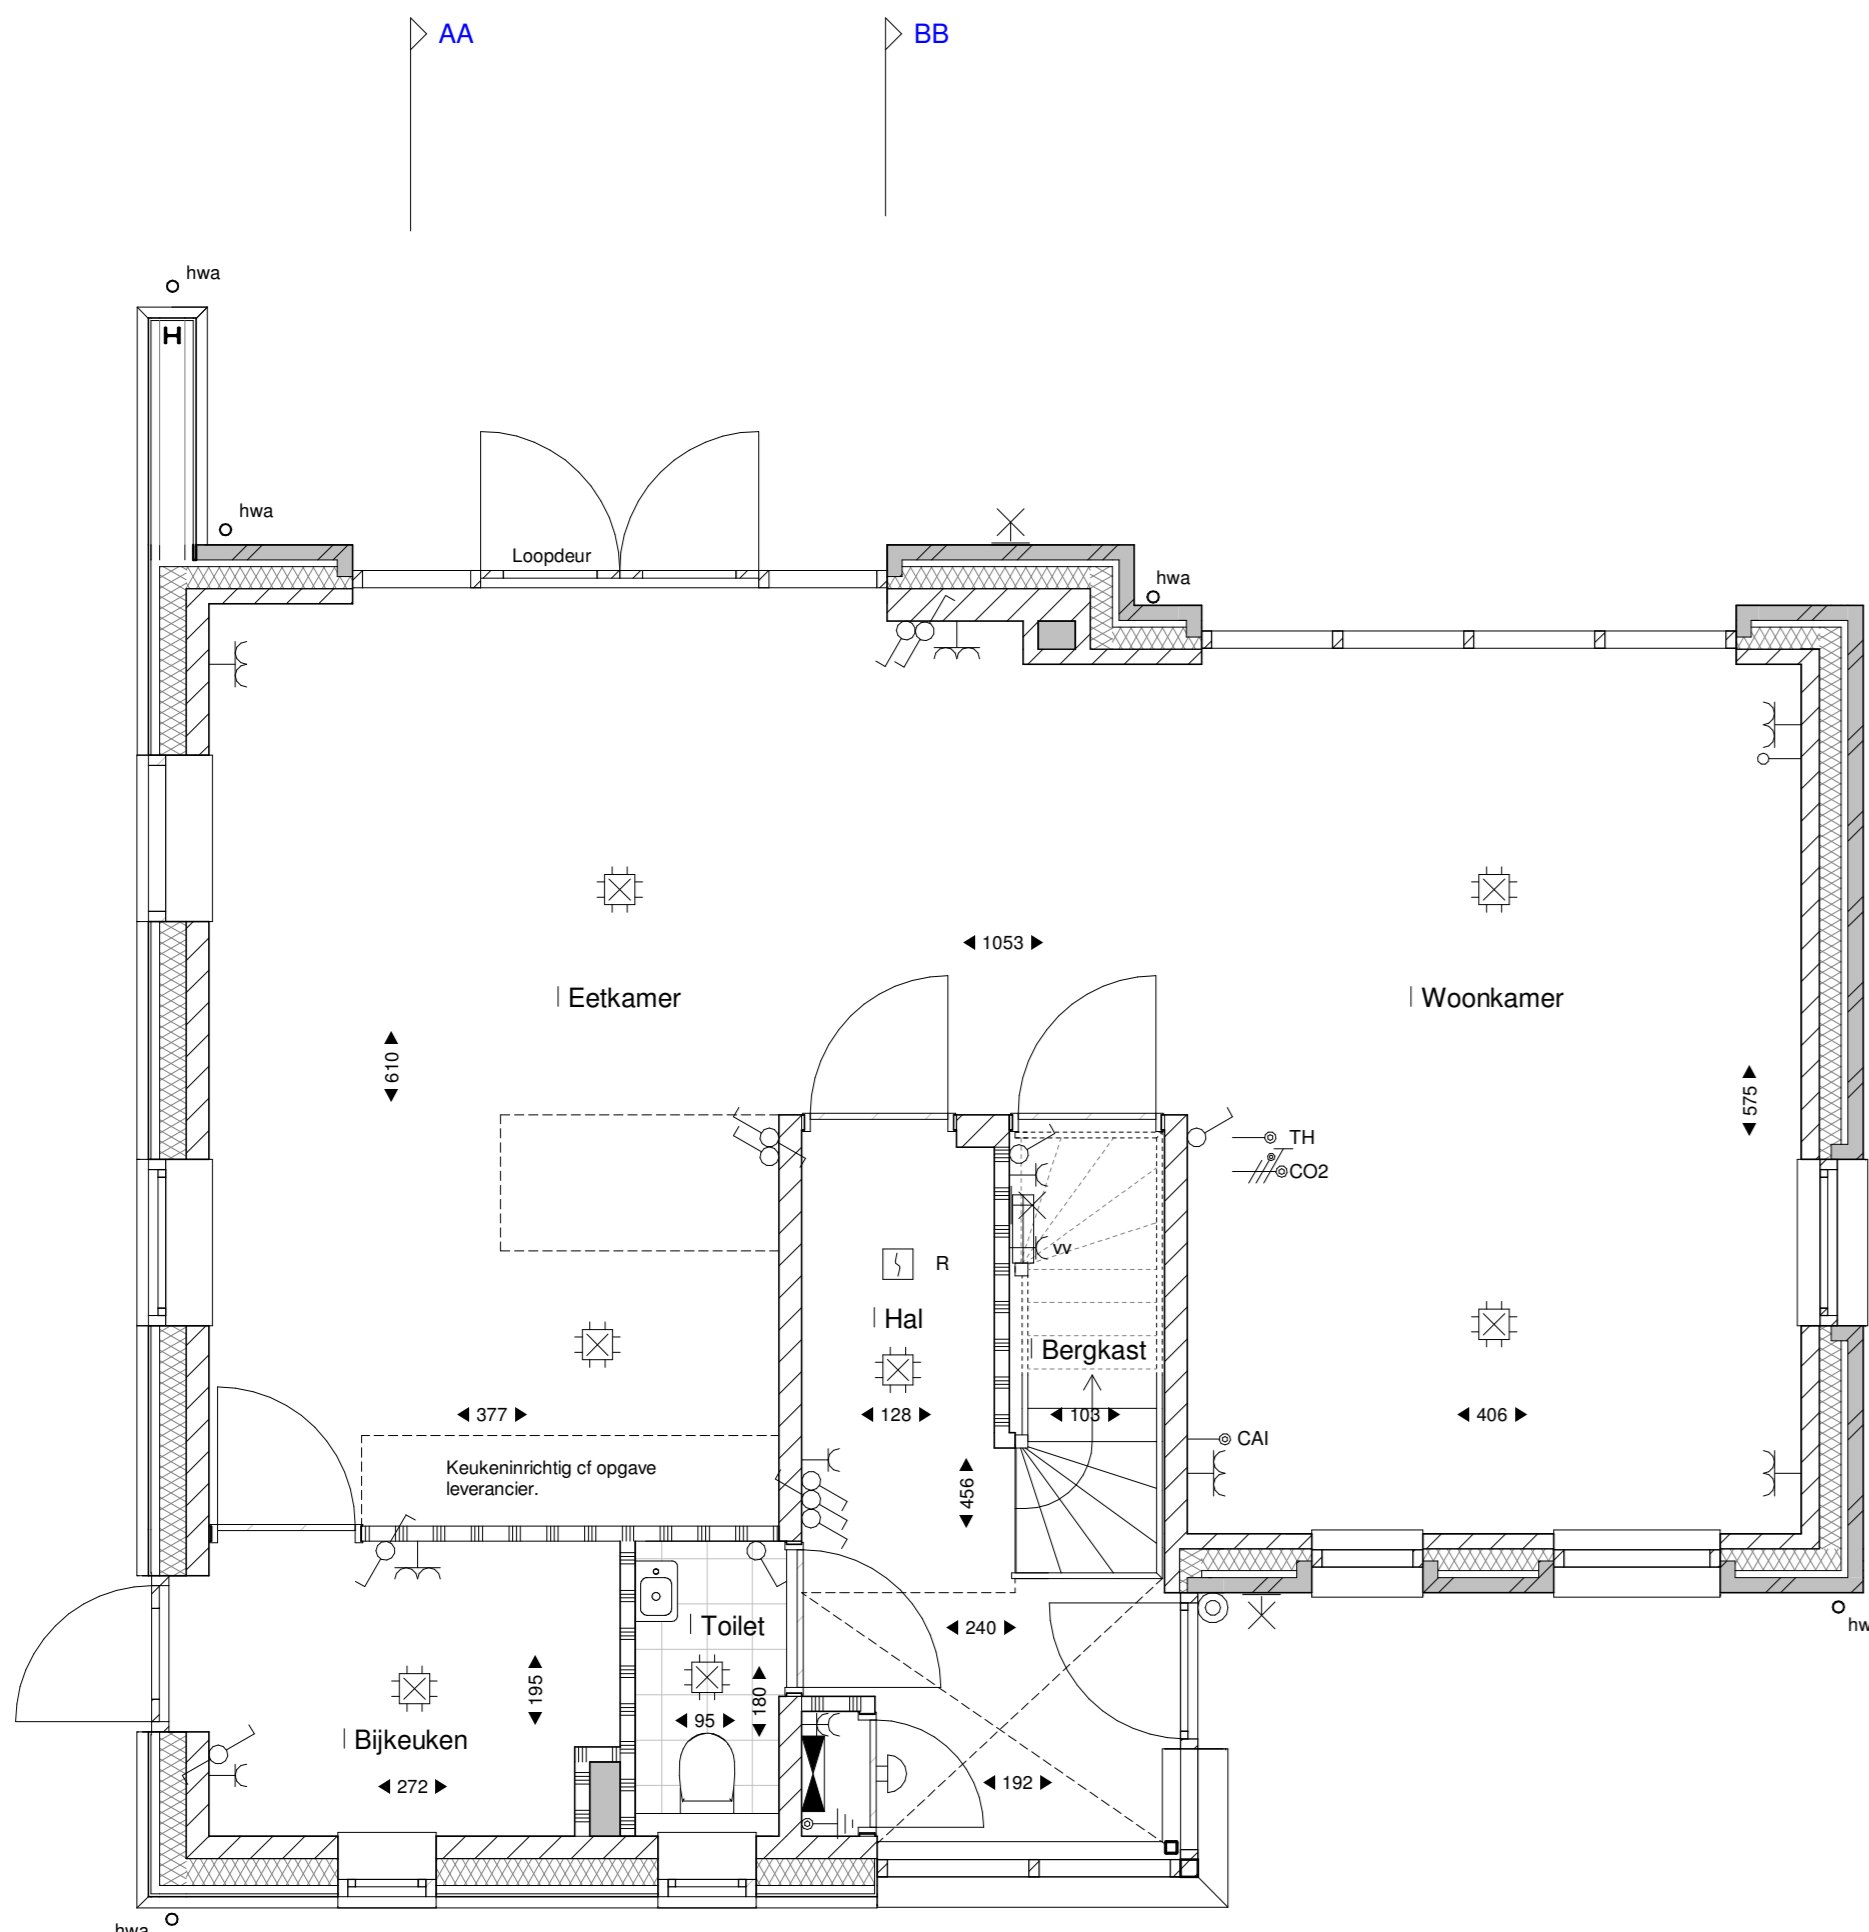 AA
BB
hwa
H
hwa
Loopdeur
hwa
1053
Eetkamer
Woonkamer
610
575
TH
CO2
vv
R
Hal
Bergkast
377
128
103
406
CAI
Keukeninrichtig cf opgave
leverancier.
456
Toilet
240
hw
195
180
95
Bijkeuken
272
192
hwa